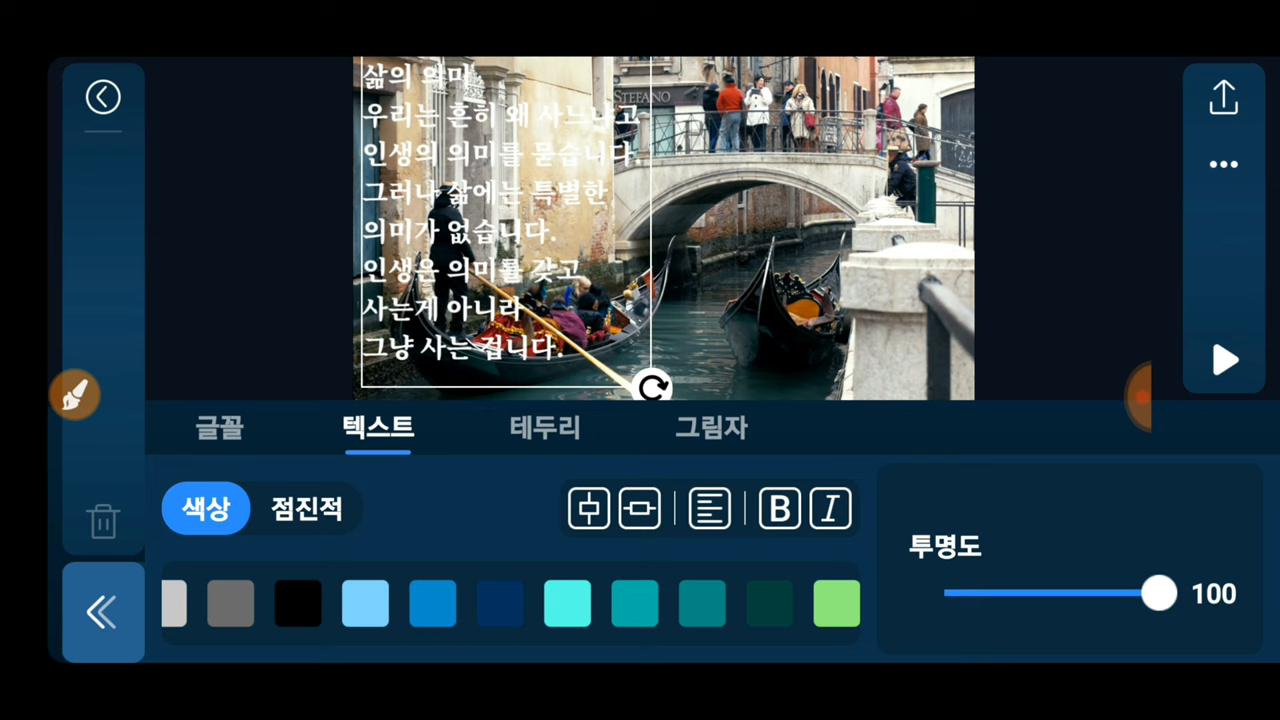 삶의 의미
STEFANO
우리는 흔히 왜 사느냐고
인생의 의미를 묻습니다.
그러나 삶에는 특별한
의미가 없습니다.
인생은 의미를 갖고
사는게 아니라
그냥 사는 겁니다.
글꼴
텍스트
테두리
그림자
색상
점진적
B
I
투명도
100